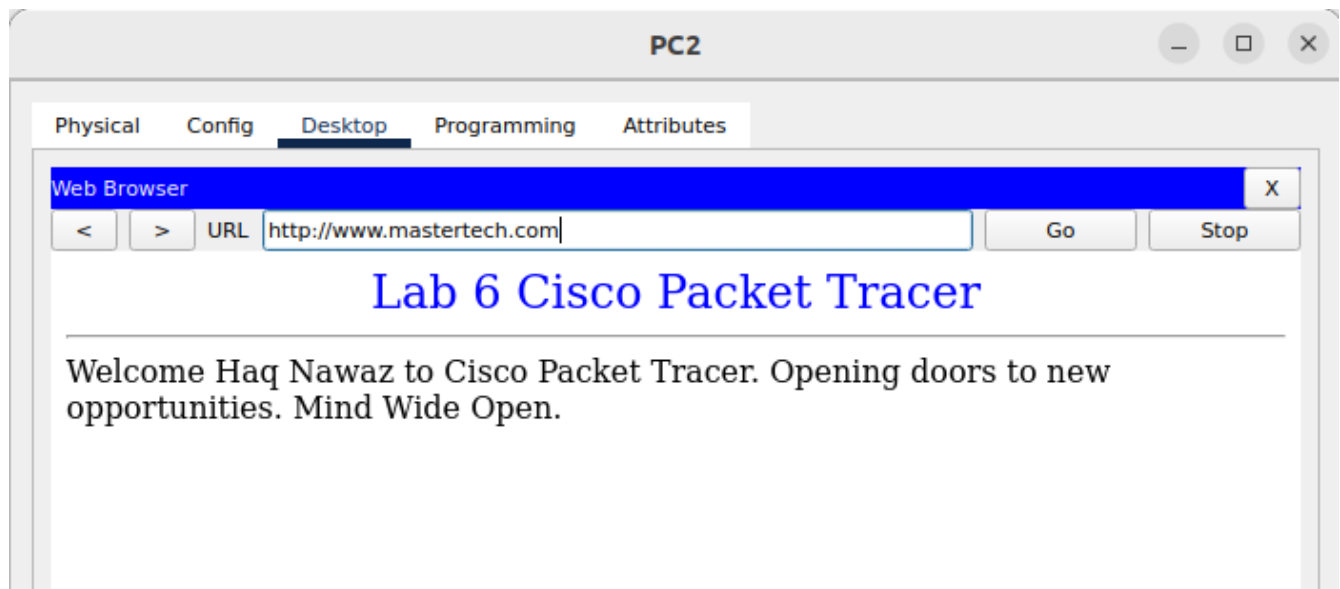 PC2
Physical Config Desktop Programming Attributes
Web Browser X
< > URL http://www.mastertech.com Go Stop
Lab 6 Cisco Packet Tracer
Welcome Haq Nawaz to Cisco Packet Tracer. Opening doors to new
opportunities. Mind Wide Open.